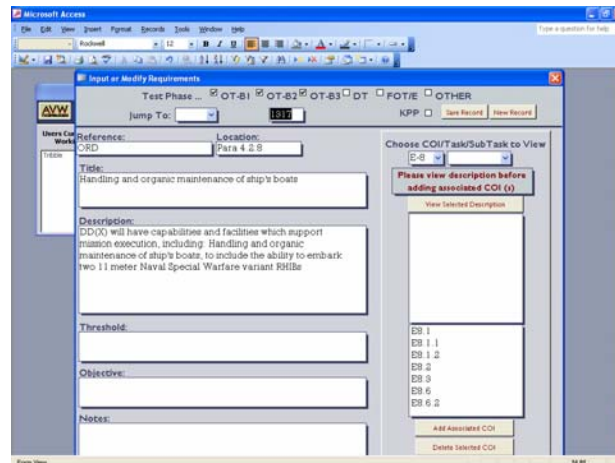 Microsoft Access
File Edit View Insert Format Records Tools Window Help
Type a question for help
Rockwell 12 B I U
Input or Modify Requirements
Test Phase ... OT-B1 OT-B2 OT-B3 DT FOT/E OTHER
Jump To: 1317 KPP Save Record New Record
AVW
Users Cu
Work
Tribble
Reference: Location:
ORD Para 4.2.8
Title:
Handling and organic maintenance of ship's boats
Description:
DD(X) will have capabilities and facilities which support
mission execution, including: Handling and organic
maintenance of ship's boats, to include the ability to embark
two 11 meter Naval Special Warfare variant RHIBs
Threshold:
Objective:
Notes:
Choose COI/Task/SubTask to View
E-8
Please view description before
adding associated COI (s)
View Selected Description
E8.1
E8.1.1
E8.1.2
E8.2
E8.3
E8.6
E8.6.2
Add Associated COI
Delete Selected COI
Form View